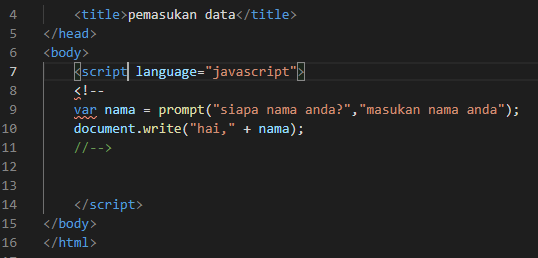 4 <title>pemasukan data</title>
5 </head>
6 <body>
7 <script language="javascript">
8 <!--
9 var nama = prompt("siapa nama anda?","masukan nama anda");
10 document.write("hai," + nama);
11 //-->
12
13
14 </script>
15 </body>
16 </html>